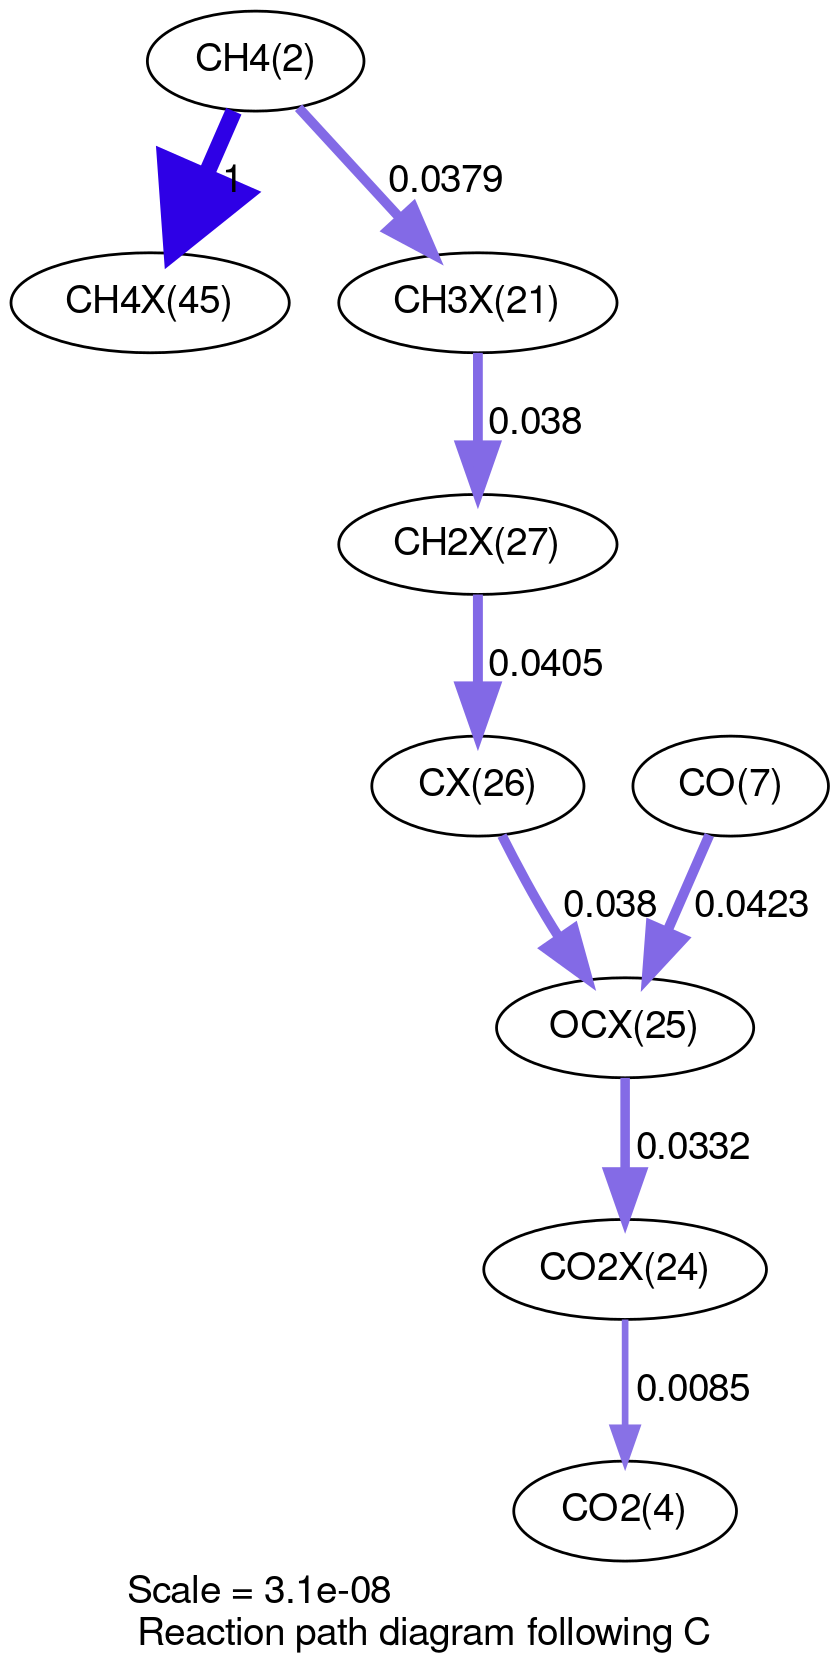 CH4(2)
1
0.0379
CH4X(45)
CH3X(21)
0.038
CH2X(27)
0.0405
CX(26)
CO(7)
0.038
0.0423
OCX(25)
0.0332
CO2X(24)
0.0085
CO2(4)
Scale = 3.1e-08
Reaction path diagram following C